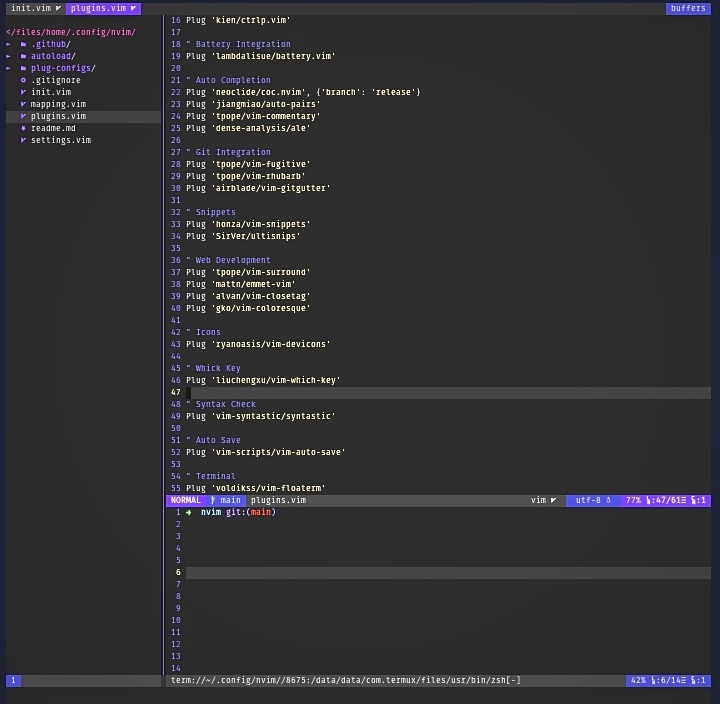 init.vim plugins.vim buffers
</files/home/.config/nvim/
.github/
autoload/
plug-configs/
.gitignore
init.vim
mapping.vim
plugins.vim
readme.md
settings.vim
16 Plug 'kien/ctrlp.vim'
17
18 " Battery Integration
19 Plug 'lambdalisue/battery.vim'
20
21 " Auto Completion
22 Plug 'neoclide/coc.nvim', {'branch': 'release'}
23 Plug 'jiangmiao/auto-pairs'
24 Plug 'tpope/vim-commentary'
25 Plug 'dense-analysis/ale'
26
27 " Git Integration
28 Plug 'tpope/vim-fugitive'
29 Plug 'tpope/vim-rhubarb'
30 Plug 'airblade/vim-gitgutter'
31
32 " Snippets
33 Plug 'honza/vim-snippets'
34 Plug 'SirVer/ultisnips'
35
36 " Web Development
37 Plug 'tpope/vim-surround'
38 Plug 'mattn/emmet-vim'
39 Plug 'alvan/vim-closetag'
40 Plug 'gko/vim-coloresque'
41
42 " Icons
43 Plug 'ryanoasis/vim-devicons'
44
45 " Whick Key
46 Plug 'liuchengxu/vim-which-key'
47
48 " Syntax Check
49 Plug 'vim-syntastic/syntastic'
50
51 " Auto Save
52 Plug 'vim-scripts/vim-auto-save'
53
54 " Terminal
55 Plug 'voldikss/vim-floaterm'
NORMAL main plugins.vim vim utf-8 77% :47/61≡ :1
1 ➜ nvim git:(main)
2
3
4
5
6
7
8
9
10
11
12
13
14
1 term://~/.config/nvim//8675:/data/data/com.termux/files/usr/bin/zsh[-] 42% :6/14≡ :1